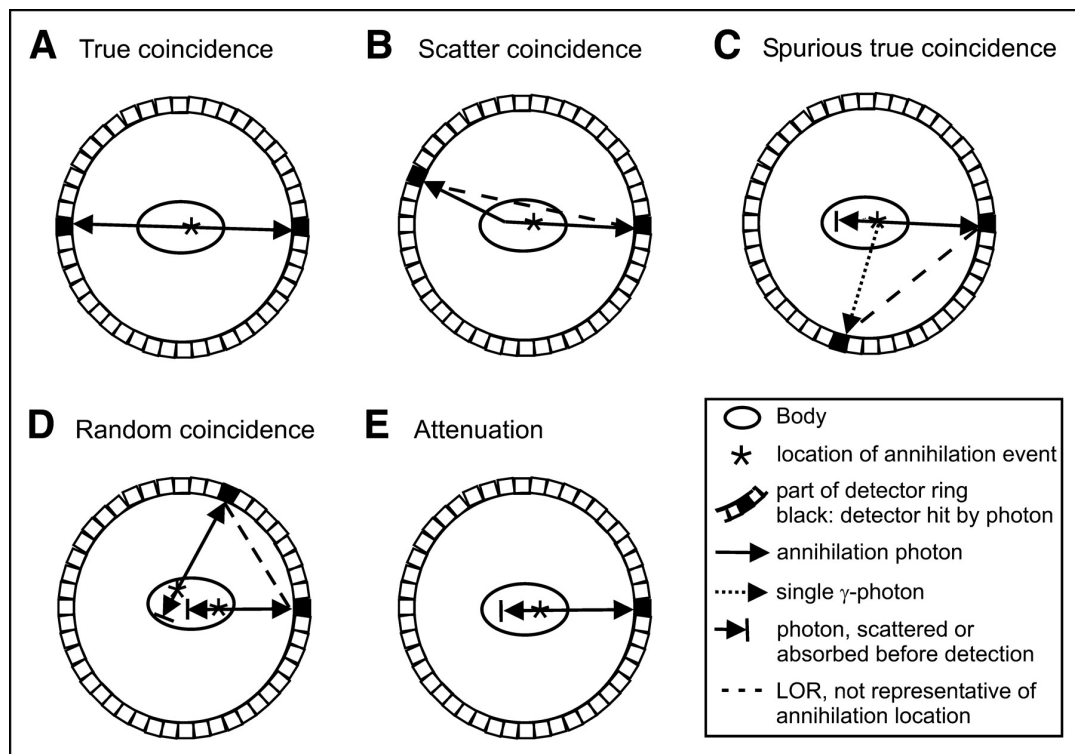 A True coincidence
B Scatter coincidence
C Spurious true coincidence
D Random coincidence
E Attenuation
Body
location of annihilation event
part of detector ring
black: detector hit by photon
annihilation photon
single γ-photon
photon, scattered or
absorbed before detection
LOR, not representative of
annihilation location